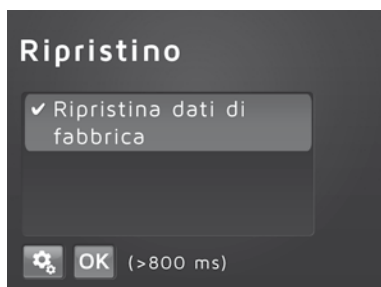 Ripristino
✔ Ripristina dati di
fabbrica
OK (>800 ms)